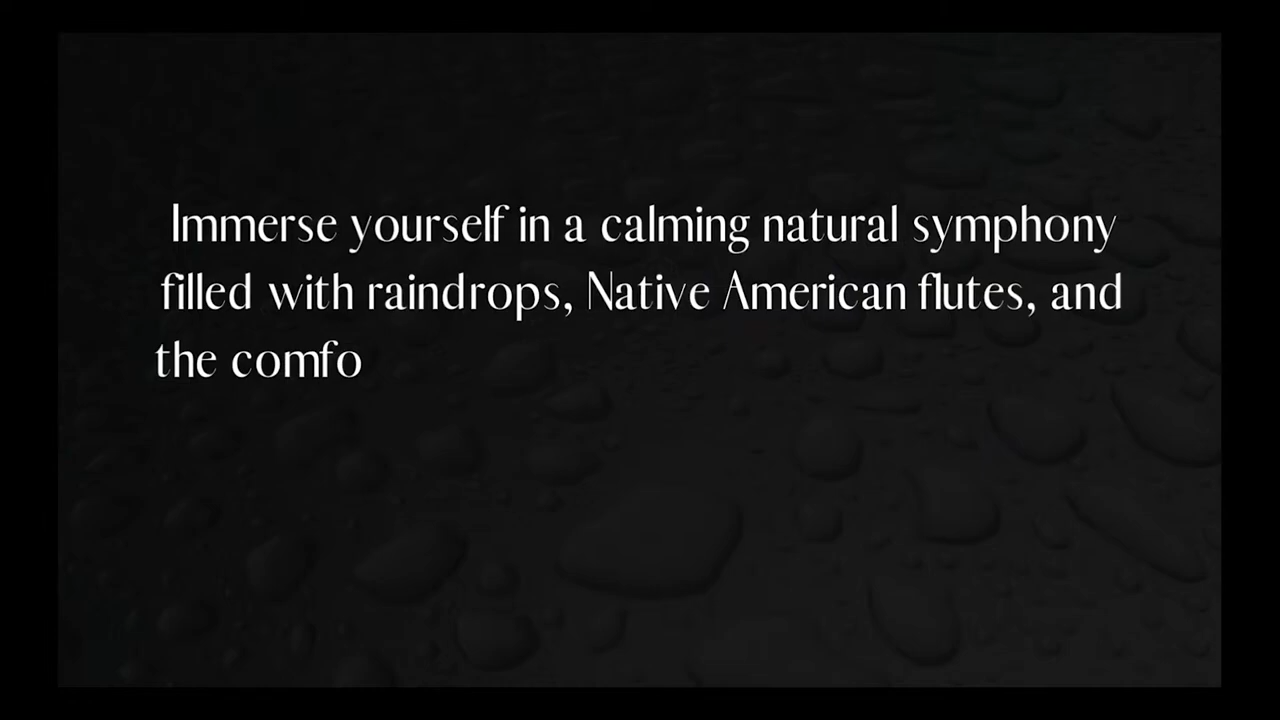 Immerse yourself in a calming natural symphony
filled with raindrops, Native American flutes, and
the comfo